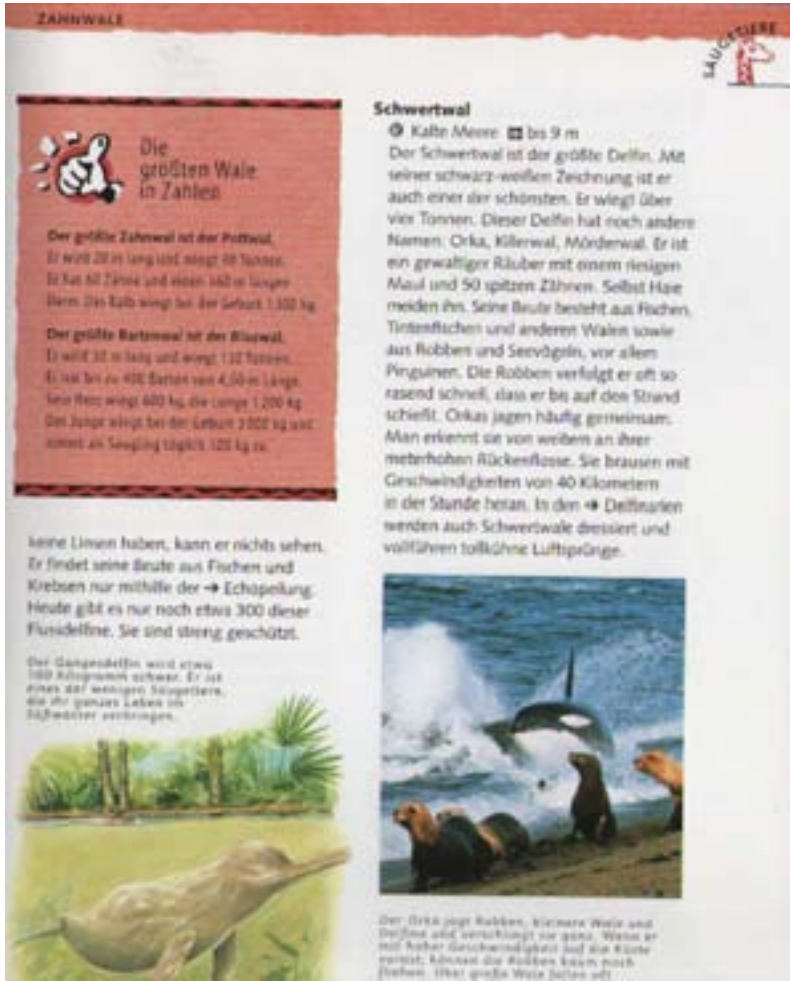 ZAHNWALE
SÄUGETIERE
Die
größten Wale
in Zahlen
Der größte Zahnwal ist der Pottwal.
Er wird 20 m lang und wiegt 40 Tonnen.
Er hat 60 Zähne und einen 160 m langen
Darm. Das Kalb wiegt bei der Geburt 1 300 kg.
Der größte Bartenwal ist der Blauwal.
Er wird 30 m lang und wiegt 130 Tonnen.
Er hat bis zu 400 Barten von 4,50 m Länge.
Sein Herz wiegt 600 kg, die Lunge 1 200 kg.
Das Junge wiegt bei der Geburt 2 000 kg und
nimmt als Säugling täglich 100 kg zu.
keine Linsen haben, kann er nichts sehen.
Er findet seine Beute aus Fischen und
Krebsen nur mithilfe der ➔ Echopeilung.
Heute gibt es nur noch etwa 300 dieser
Flussdelfine. Sie sind streng geschützt.
Der Gangesdelfin wird etwa
100 Kilogramm schwer. Er ist
eines der wenigen Säugetiere,
die ihr ganzes Leben im
Süßwasser verbringen.
Schwertwal
Kalte Meere bis 9 m
Der Schwertwal ist der größte Delfin. Mit
seiner schwarz-weißen Zeichnung ist er
auch einer der schönsten. Er wiegt über
vier Tonnen. Dieser Delfin hat noch andere
Namen: Orka, Killerwal, Mörderwal. Er ist
ein gewaltiger Räuber mit einem riesigen
Maul und 50 spitzen Zähnen. Selbst Haie
meiden ihn. Seine Beute besteht aus Fischen,
Tintenfischen und anderen Walen sowie
aus Robben und Seevögeln, vor allem
Pinguinen. Die Robben verfolgt er oft so
rasend schnell, dass er bis auf den Strand
schießt. Orkas jagen häufig gemeinsam.
Man erkennt sie von weitem an ihrer
meterhohen Rückenflosse. Sie brausen mit
Geschwindigkeiten von 40 Kilometern
in der Stunde heran. In den ➔ Delfinarien
werden auch Schwertwale dressiert und
vollführen tollkühne Luftsprünge.
Der Orka jagt Robben, kleinere Wale und
Delfine und verschlingt sie ganz. Wenn er
mit hoher Geschwindigkeit auf die Küste
zurast, können die Robben kaum noch
fliehen. Über große Wale fallen oft